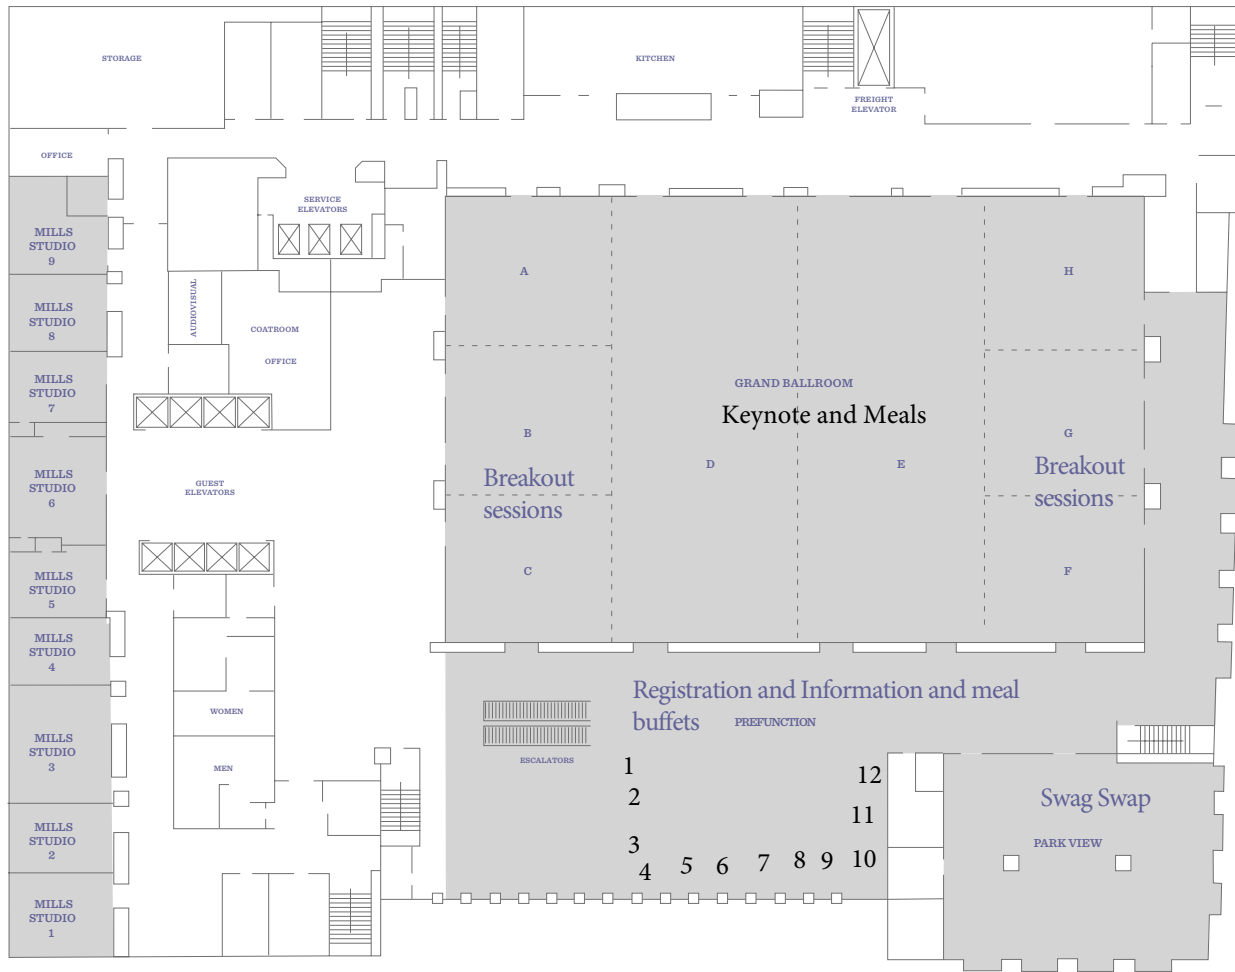 STORAGE
KITCHEN
FREIGHT
ELEVATOR
OFFICE
SERVICE
ELEVATORS
MILLS
STUDIO
9
A
H
AUDIOVISUAL
MILLS
STUDIO
8
COATROOM
OFFICE
MILLS
STUDIO
7
GRAND BALLROOM
Keynote and Meals
B
G
D
E
MILLS
STUDIO
6
GUEST
ELEVATORS
Breakout
sessions
Breakout
sessions
C
F
MILLS
STUDIO
5
MILLS
STUDIO
4
Registration and Information and meal
buffets
PREFUNCTION
WOMEN
MILLS
STUDIO
3
ESCALATORS
MEN
1
2
3
4
5
6
7
8
9
10
11
12
Swag Swap
PARK VIEW
MILLS
STUDIO
2
MILLS
STUDIO
1